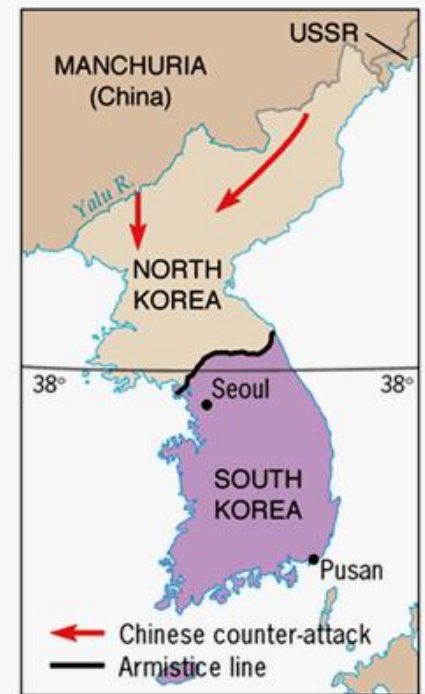 USSR
MANCHURIA
(China)
Yalu R.
NORTH
KOREA
38°
38°
Seoul
SOUTH
KOREA
Pusan
Chinese counter-attack
Armistice line